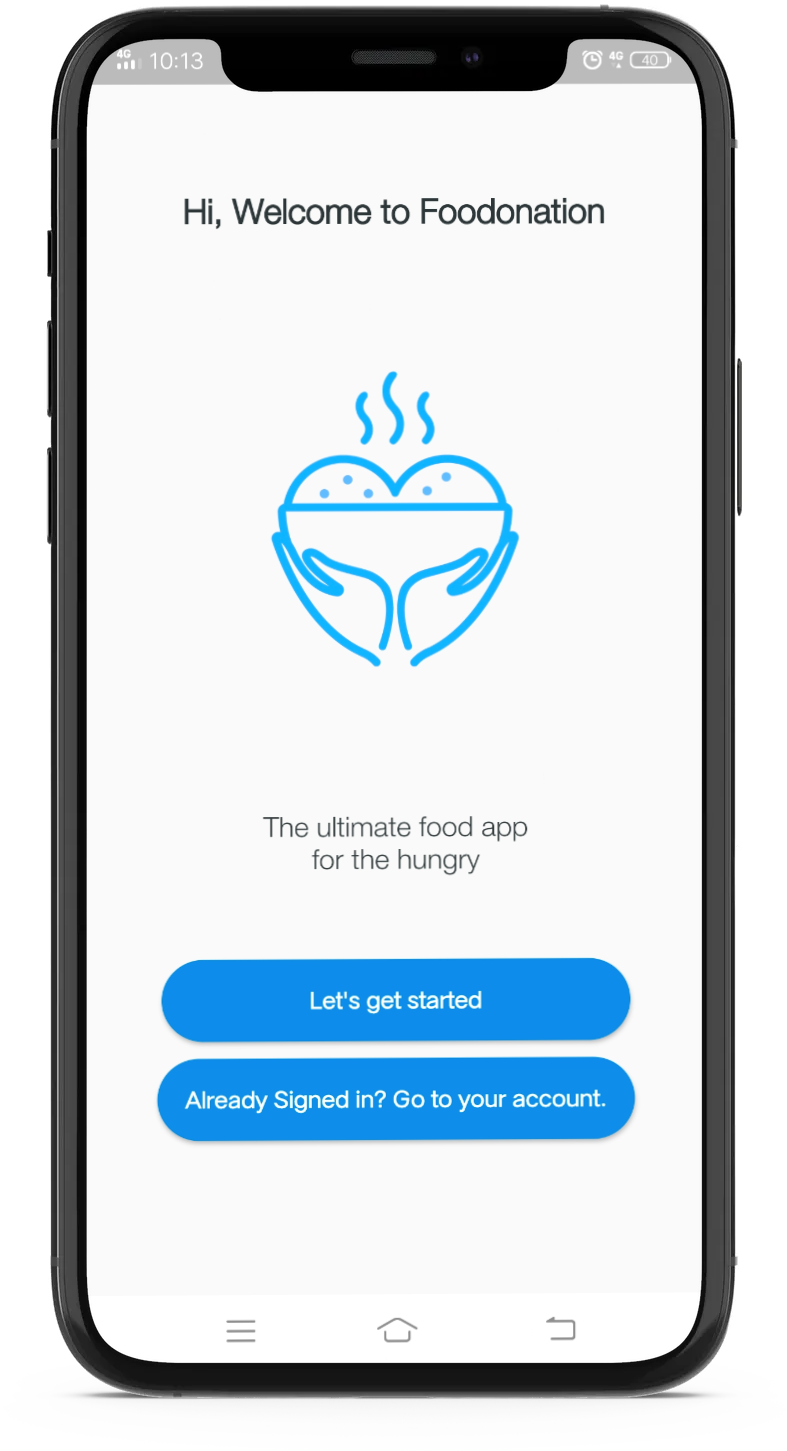 4G
10:13
4G
40
Hi, Welcome to Foodonation
The ultimate food app
for the hungry
Let's get started
Already Signed in? Go to your account.